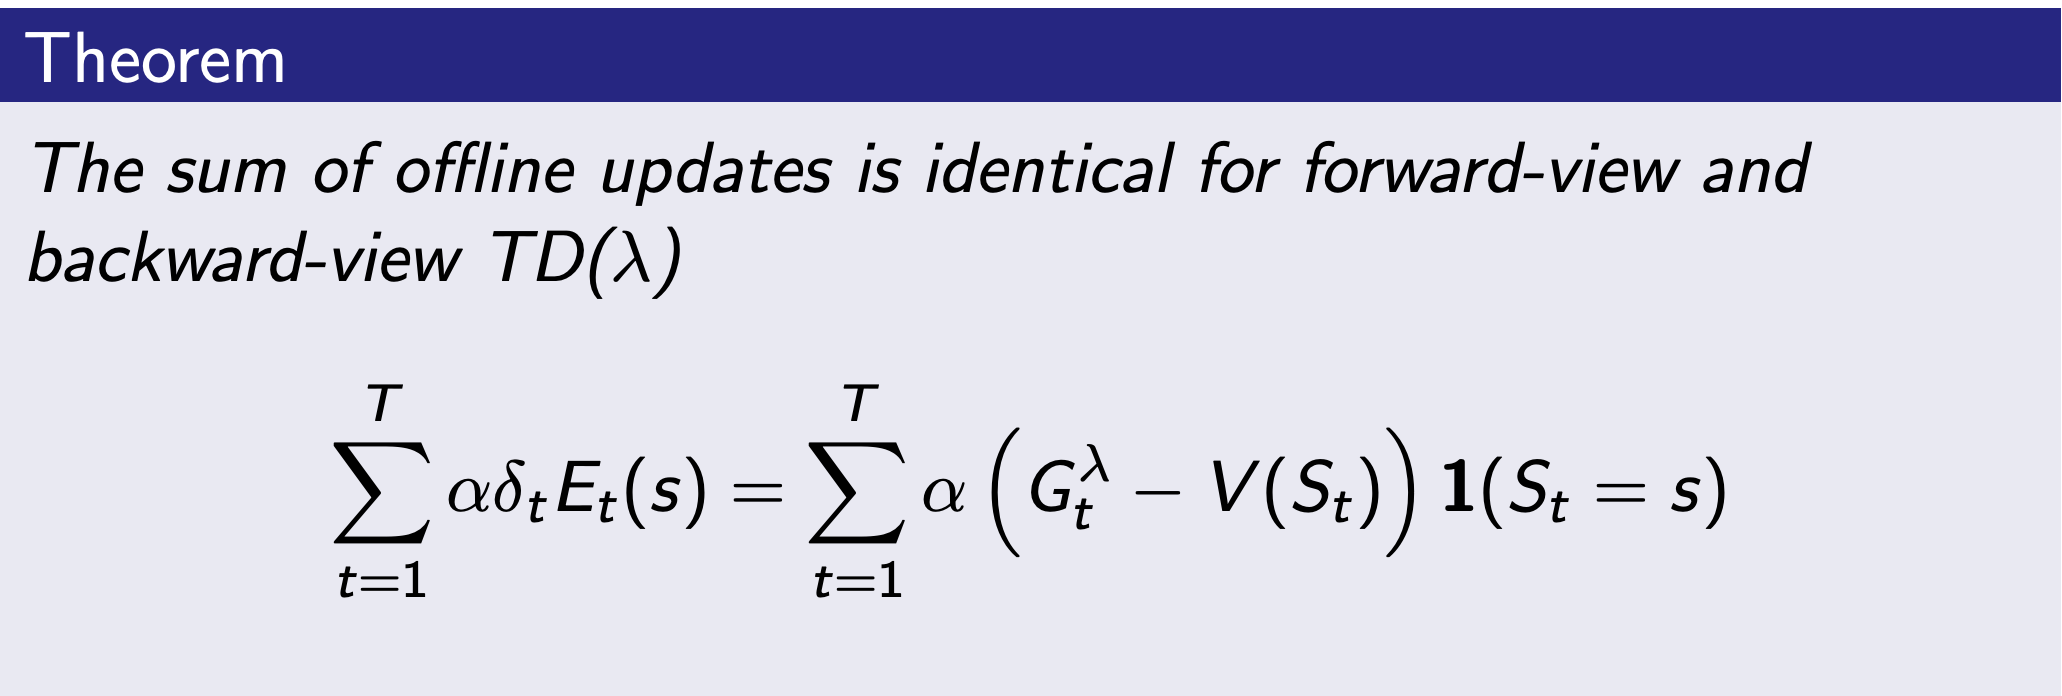 Theorem
The sum of offline updates is identical for forward-view and
backward-view TD(λ)
$$\sum_{t=1}^{T} \alpha\delta_t E_t(s) = \sum_{t=1}^{T} \alpha \left( G_t^{\lambda} - V(S_t) \right) \mathbf{1}(S_t = s)$$